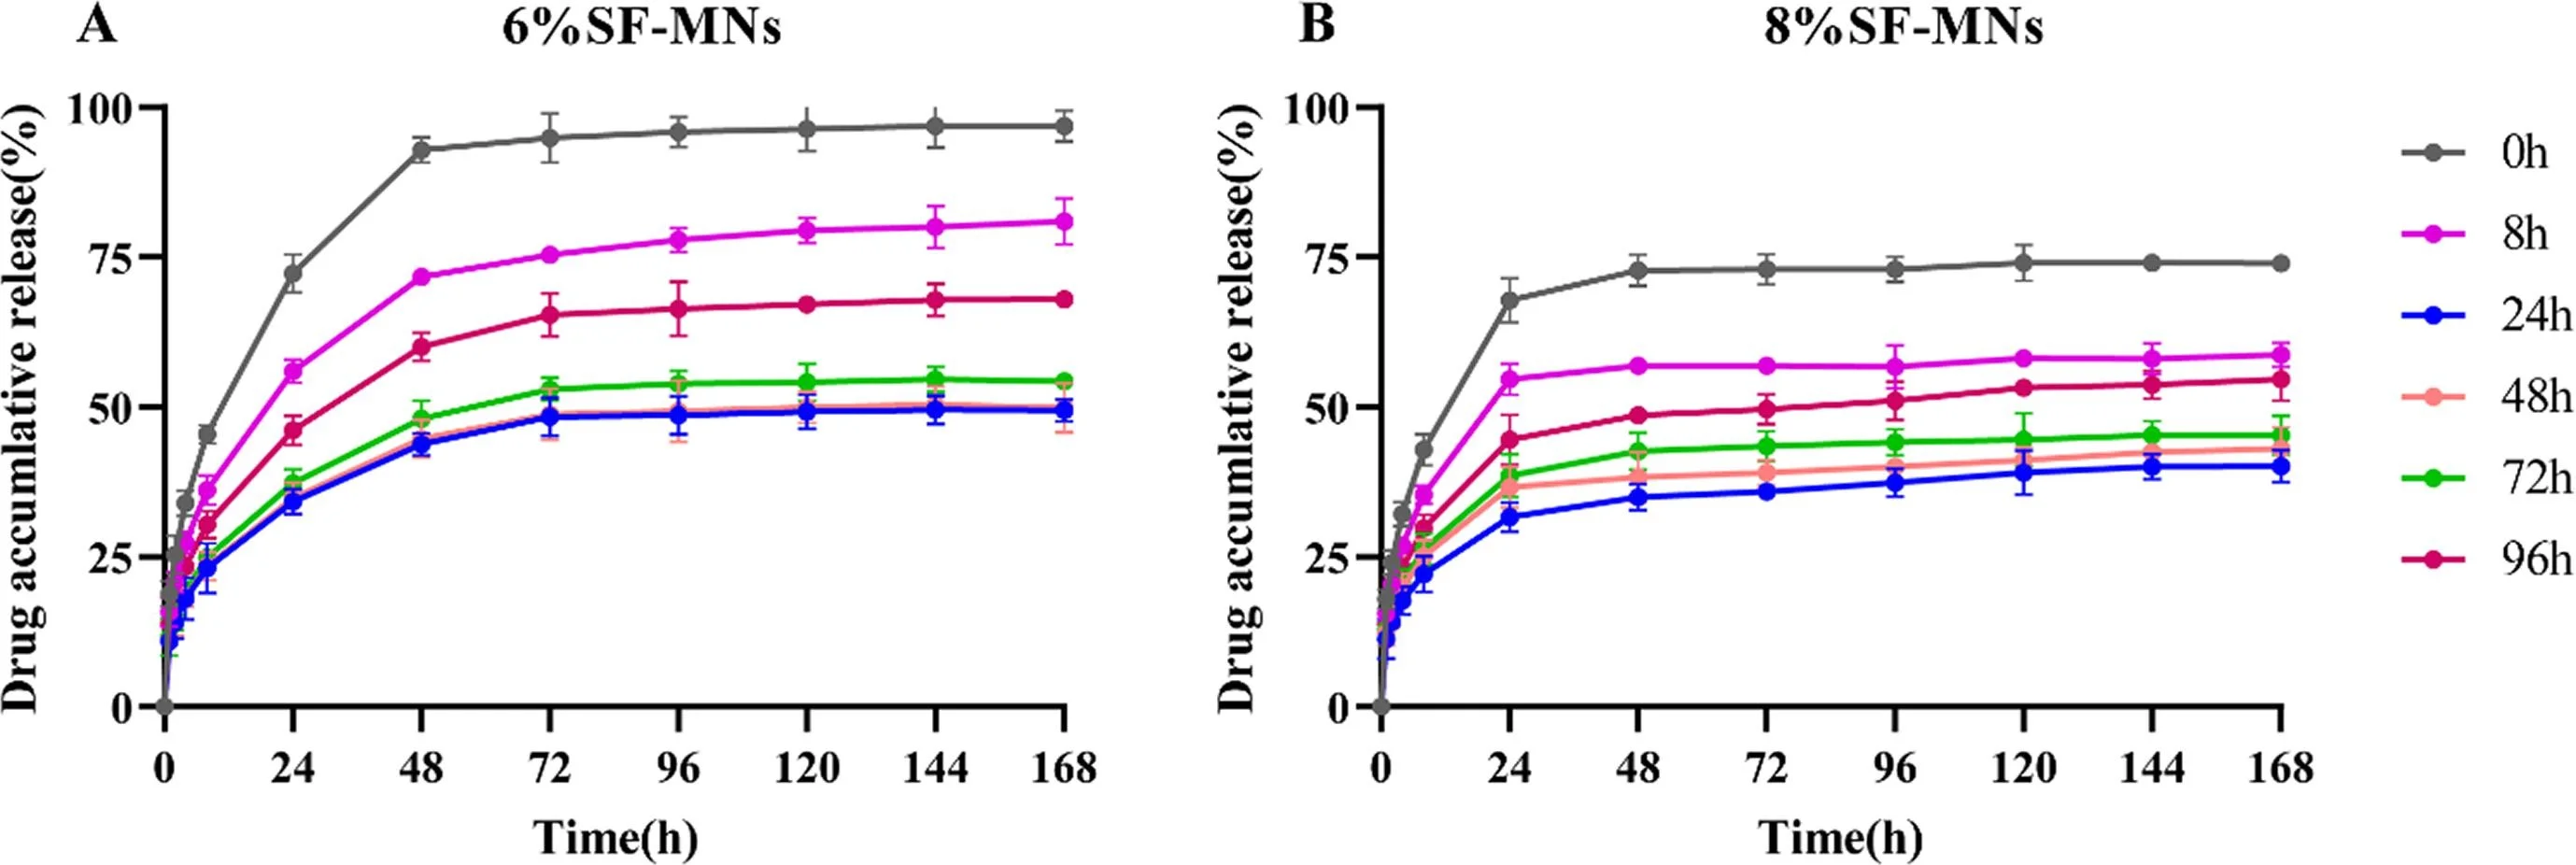 A
6%SF-MNs
Drug accumlative release(%)
100
75
50
25
0
0 24 48 72 96 120 144 168
Time(h)
B
8%SF-MNs
Drug accumlative release(%)
100
75
50
25
0
0 24 48 72 96 120 144 168
Time(h)
0h
8h
24h
48h
72h
96h